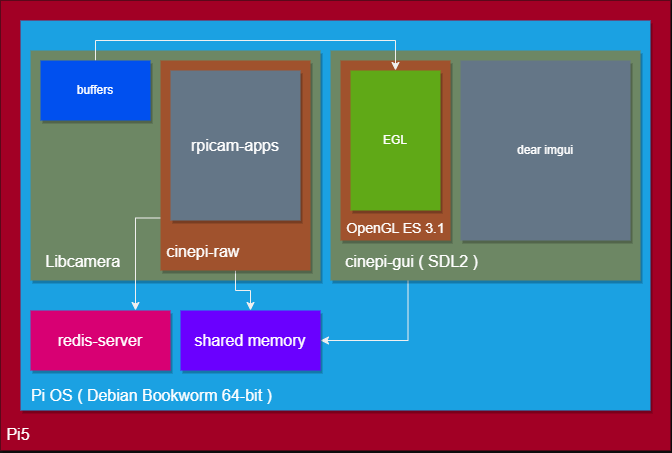 buffers
rpicam-apps
EGL
dear imgui
OpenGL ES 3.1
cinepi-raw
Libcamera
cinepi-gui ( SDL2 )
redis-server
shared memory
Pi OS ( Debian Bookworm 64-bit )
Pi5